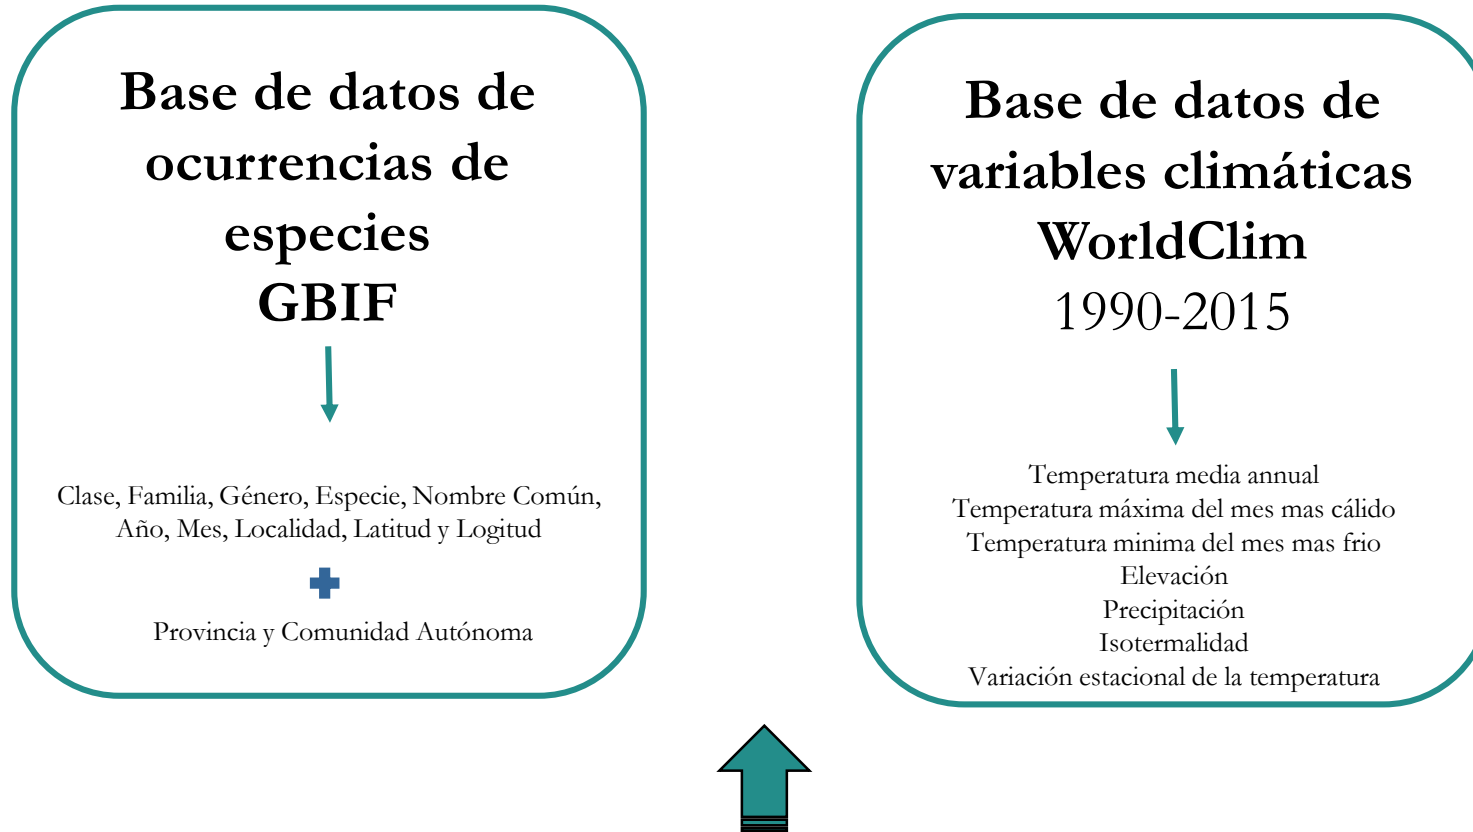 Base de datos de
ocurrencias de
especies
GBIF
Clase, Familia, Género, Especie, Nombre Común,
Año, Mes, Localidad, Latitud y Logitud
Provincia y Comunidad Autónoma
Base de datos de
variables climáticas
WorldClim
1990-2015
Temperatura media annual
Temperatura máxima del mes mas cálido
Temperatura minima del mes mas frio
Elevación
Precipitación
Isotermalidad
Variación estacional de la temperatura